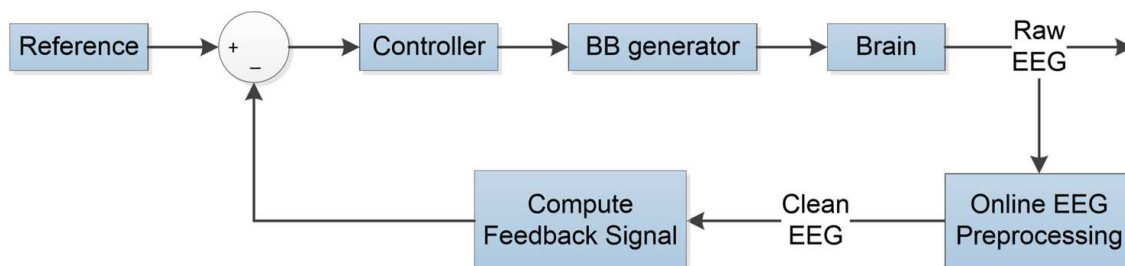 Reference
+
−
Controller
BB generator
Brain
Raw
EEG
Compute
Feedback Signal
Clean
EEG
Online EEG
Preprocessing